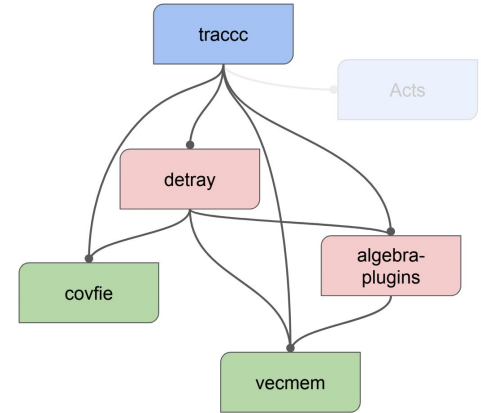 traccc
Acts
detray
algebra-
plugins
covfie
vecmem